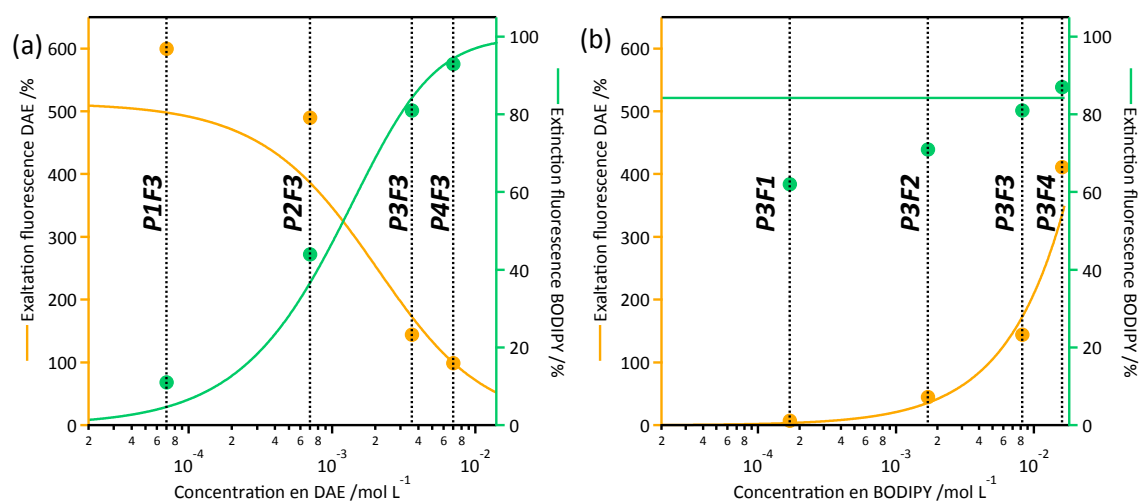 (a)
Exaltation fluorescence DAE /%
600
500
400
300
200
100
0
P1F3
P2F3
P3F3
P4F3
100
80
60
40
20
0
Extinction fluorescence BODIPY /%
2 4 6 8 2 4 6 8 2 4 6 8
10⁻⁴ 10⁻³ 10⁻²
Concentration en DAE /mol L⁻¹
(b)
Exaltation fluorescence DAE /%
600
500
400
300
200
100
0
P3F1
P3F2
P3F3
P3F4
100
80
60
40
20
0
Extinction fluorescence BODIPY /%
2 4 6 8 2 4 6 8 2 4 6 8
10⁻⁴ 10⁻³ 10⁻²
Concentration en BODIPY /mol L⁻¹